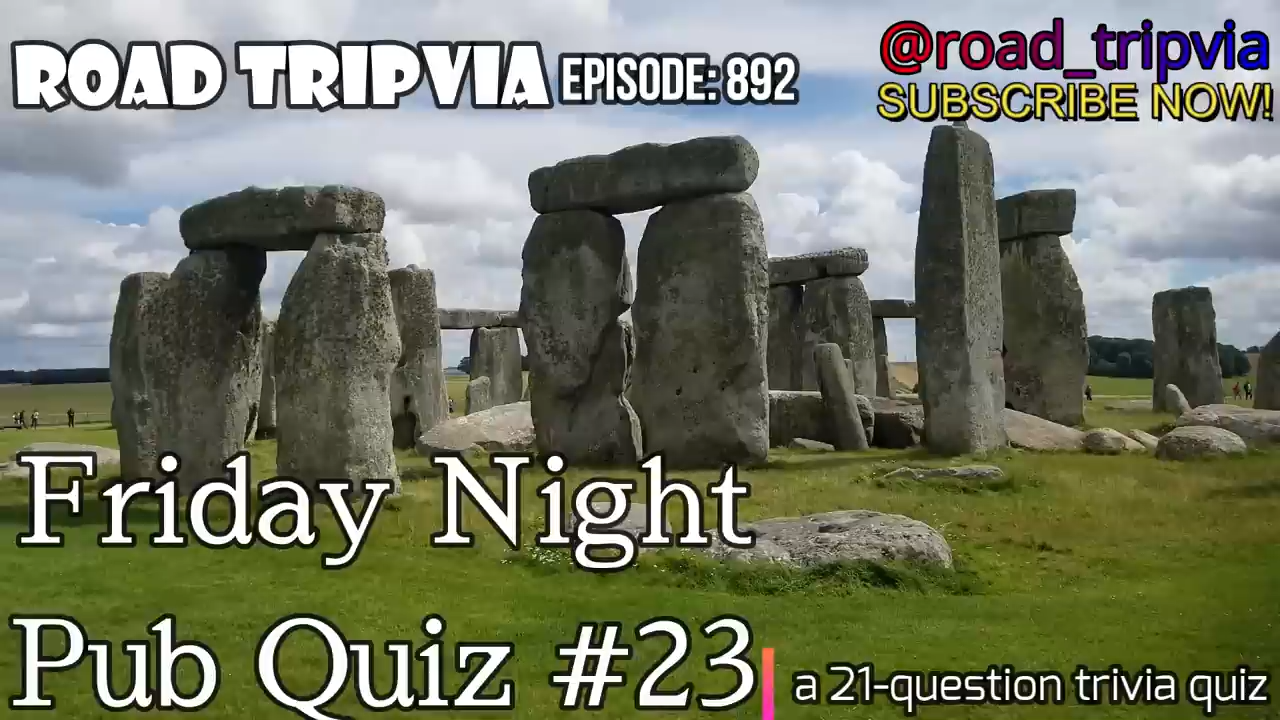 ROAD TRIPVIA EPISODE: 892
@road_tripvia
SUBSCRIBE NOW!
Friday Night
Pub Quiz #23
a 21-question trivia quiz